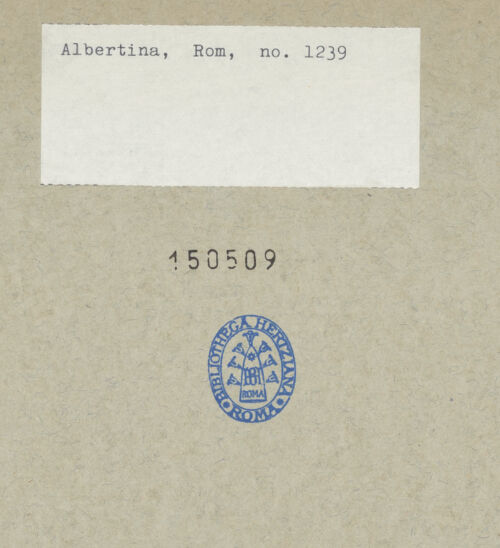 Albertina, Rom, no. 1239
150509
BIBLIOTHECA HERTZIANA
ROMA
ROMA